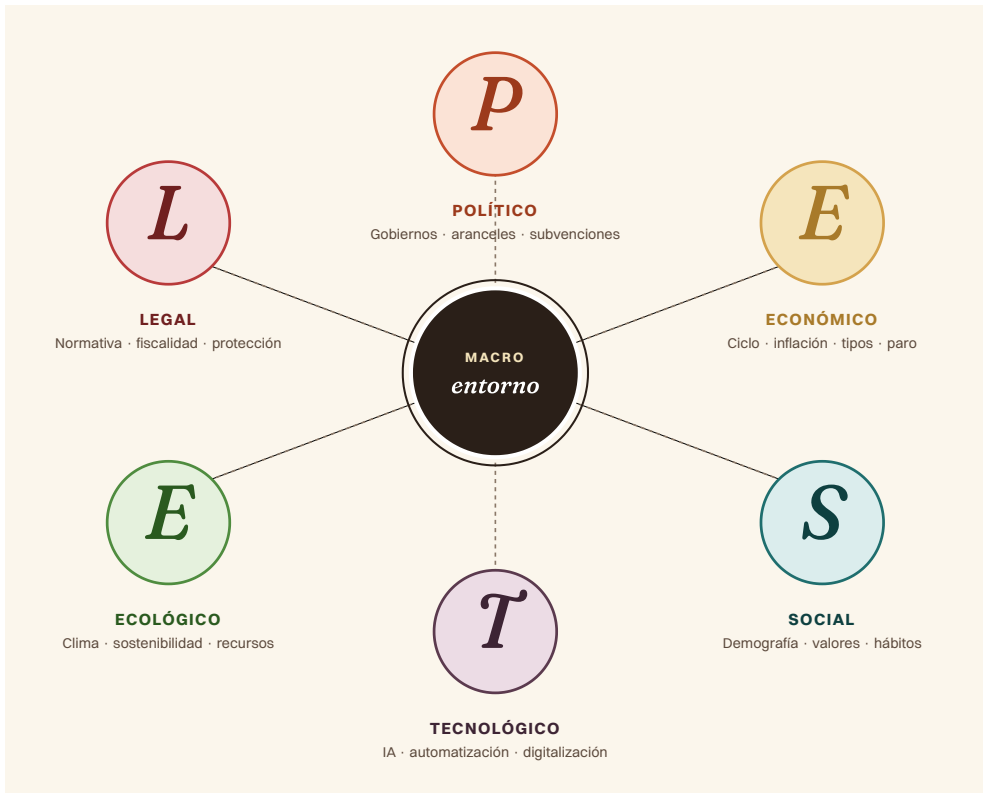 P
POLÍTICO
Gobiernos · aranceles · subvenciones
L
LEGAL
Normativa · fiscalidad · protección
E
ECONÓMICO
Ciclo · inflación · tipos · paro
MACRO
entorno
E
ECOLÓGICO
Clima · sostenibilidad · recursos
S
SOCIAL
Demografía · valores · hábitos
T
TECNOLÓGICO
IA · automatización · digitalización